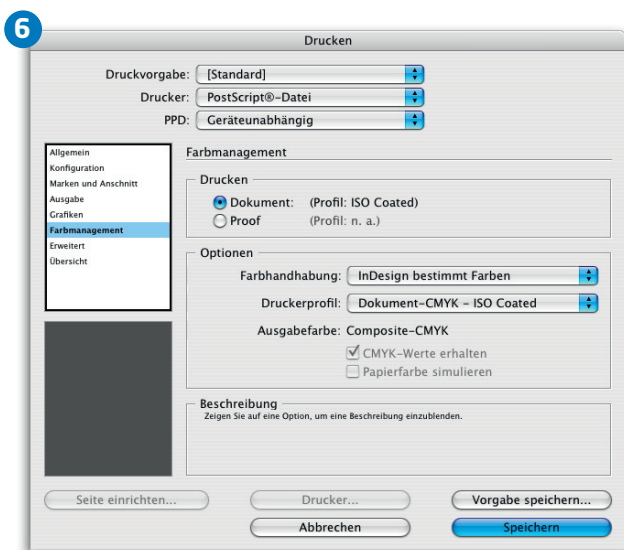 6
Drucken
Druckvorgabe: [Standard]
Drucker: PostScript®-Datei
PPD: Geräteunabhängig
Allgemein
Konfiguration
Marken und Anschnitt
Ausgabe
Grafiken
Farbmanagement
Erweitert
Übersicht
Farbmanagement
Drucken
Dokument: (Profil: ISO Coated)
Proof (Profil: n. a.)
Optionen
Farbhandhabung: InDesign bestimmt Farben
Druckerprofil: Dokument-CMYK – ISO Coated
Ausgabefarbe: Composite-CMYK
CMYK-Werte erhalten
Papierfarbe simulieren
Beschreibung
Zeigen Sie auf eine Option, um eine Beschreibung einzublenden.
Seite einrichten... Drucker... Vorgabe speichern...
Abbrechen Speichern